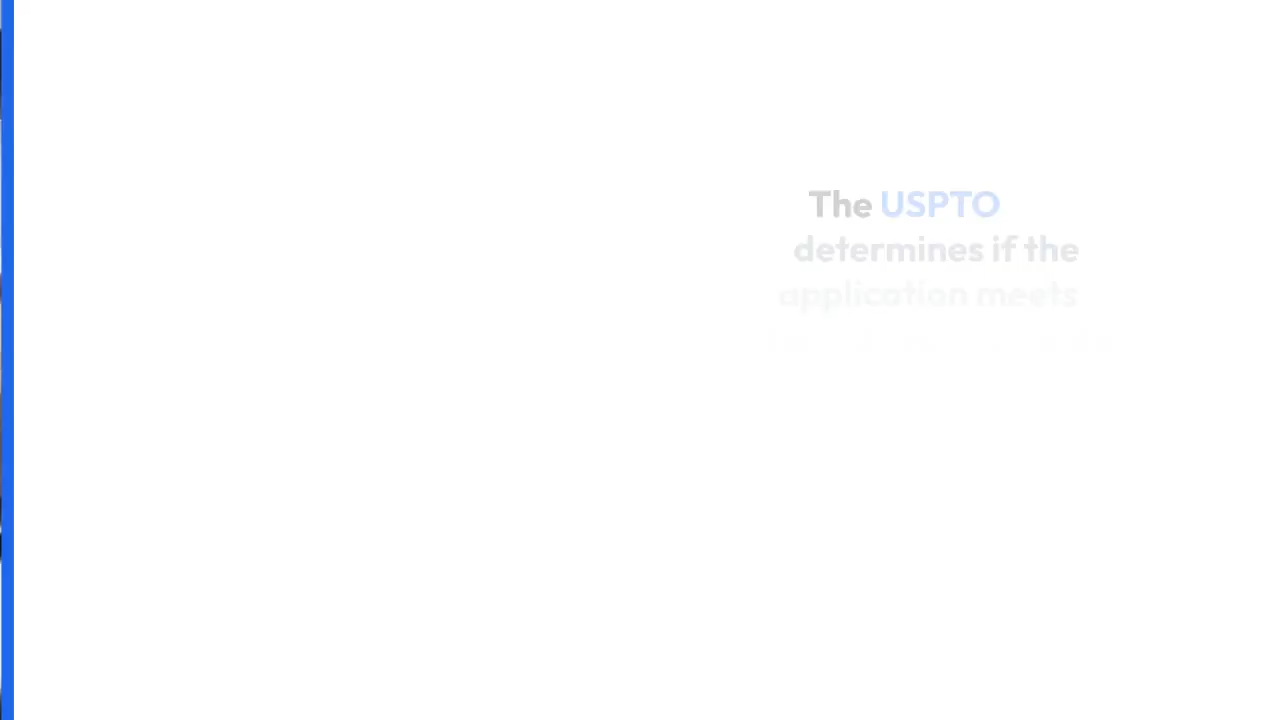 The USPTO
determines if the
application meets